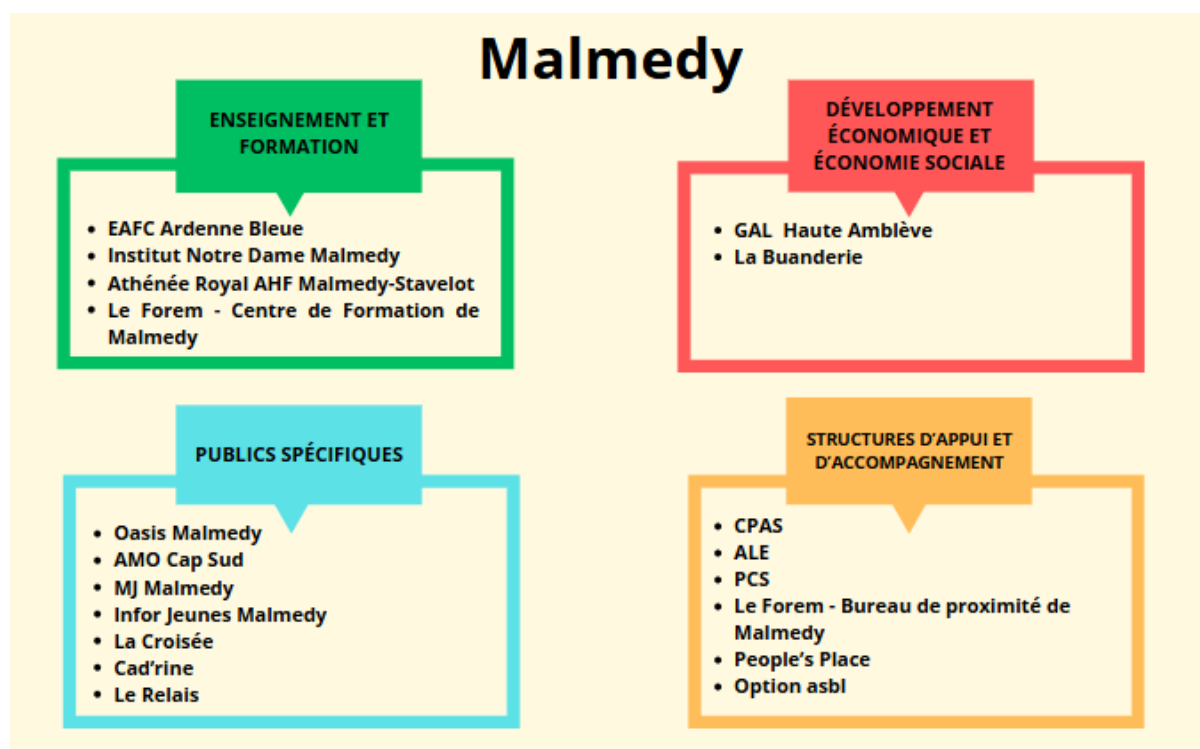 Malmedy
ENSEIGNEMENT ET
FORMATION
• EAFC Ardenne Bleue
• Institut Notre Dame Malmedy
• Athénée Royal AHF Malmedy-Stavelot
• Le Forem - Centre de Formation de
Malmedy
DÉVELOPPEMENT
ÉCONOMIQUE ET
ÉCONOMIE SOCIALE
• GAL Haute Amblève
• La Buanderie
PUBLICS SPÉCIFIQUES
• Oasis Malmedy
• AMO Cap Sud
• MJ Malmedy
• Infor Jeunes Malmedy
• La Croisée
• Cad’rine
• Le Relais
STRUCTURES D’APPUI ET
D’ACCOMPAGNEMENT
• CPAS
• ALE
• PCS
• Le Forem - Bureau de proximité de
Malmedy
• People’s Place
• Option asbl